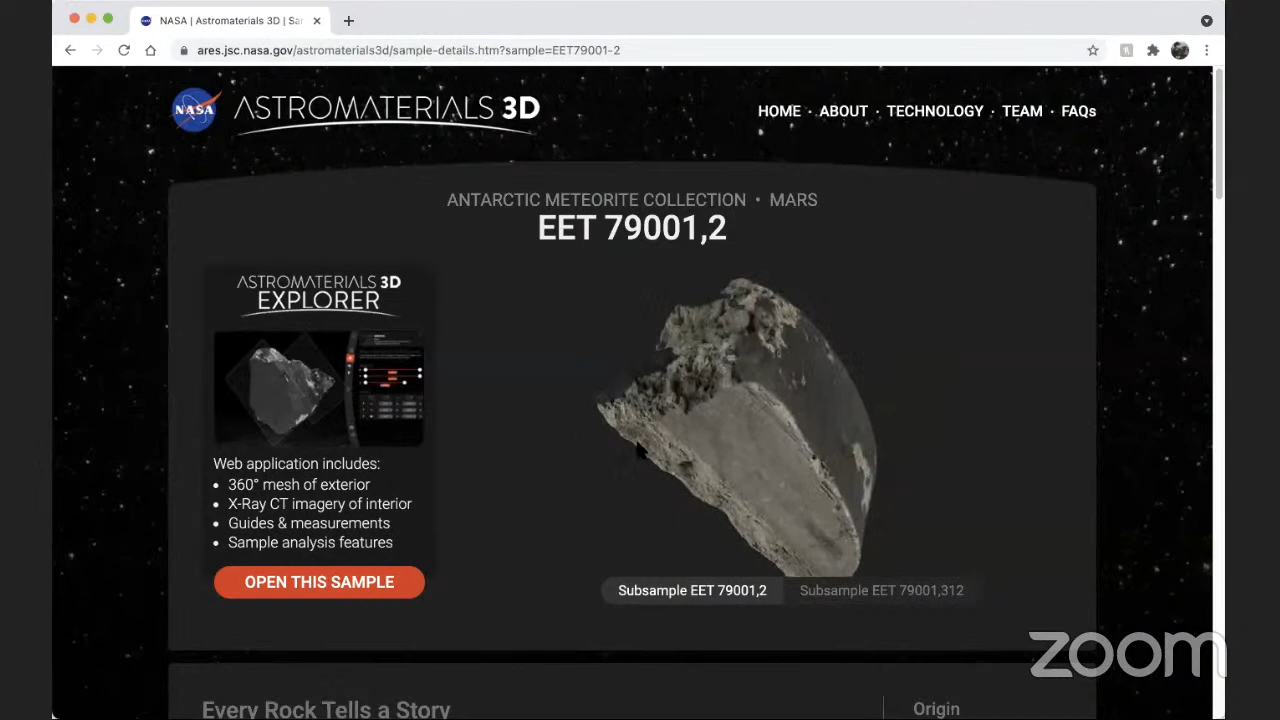 NASA | Astromaterials 3D | Sar
ares.jsc.nasa.gov/astromaterials3d/sample-details.htm?sample=EET79001-2
NASA
ASTROMATERIALS 3D
HOME · ABOUT · TECHNOLOGY · TEAM · FAQs
ANTARCTIC METEORITE COLLECTION • MARS
EET 79001,2
ASTROMATERIALS 3D
EXPLORER
Web application includes:
• 360° mesh of exterior
• X-Ray CT imagery of interior
• Guides & measurements
• Sample analysis features
OPEN THIS SAMPLE
Subsample EET 79001,2
Subsample EET 79001,312
zoom
Every Rock Tells a Story
Origin